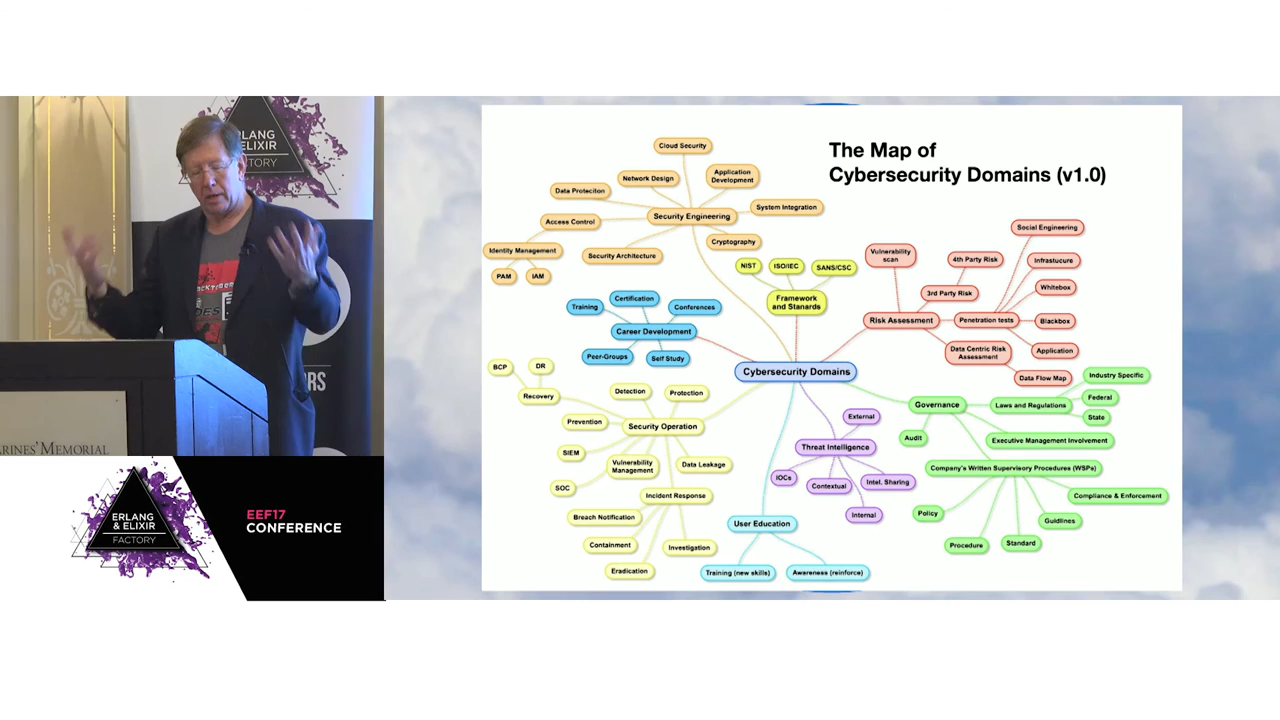 RLANG
ELIXIR
TORY
RS
ARINES' MEMORIAL
ERLANG
& ELIXIR
FACTORY
EEF17
CONFERENCE
The Map of
Cybersecurity Domains (v1.0)
Cloud Security
Network Design
Application
Development
Data Proteciton
Security Engineering
System Integration
Access Control
Cryptography
Identity Management
Security Architecture
PAM
IAM
NIST
ISO/IEC
SANS/CSC
Framework
and Stanards
Certification
Training
Conferences
Career Development
Peer-Groups
Self Study
Cybersecurity Domains
Vulnerability
scan
4th Party Risk
Social Engineering
Infrastucure
3rd Party Risk
Whitebox
Risk Assessment
Penetration tests
Blackbox
Data Centric Risk
Assessment
Application
Data Flow Map
BCP
DR
Recovery
Detection
Protection
Prevention
Security Operation
SIEM
Vulnerability
Management
Data Leakage
SOC
Incident Response
Breach Notification
Containment
Investigation
Eradication
External
Threat Intelligence
IOCs
Contextual
Intel. Sharing
Internal
User Education
Training (new skills)
Awareness (reinforce)
Industry Specific
Governance
Laws and Regulations
Federal
State
Audit
Executive Management Involvement
Company's Written Supervisory Procedures (WSPs)
Compliance & Enforcement
Policy
Guidlines
Procedure
Standard